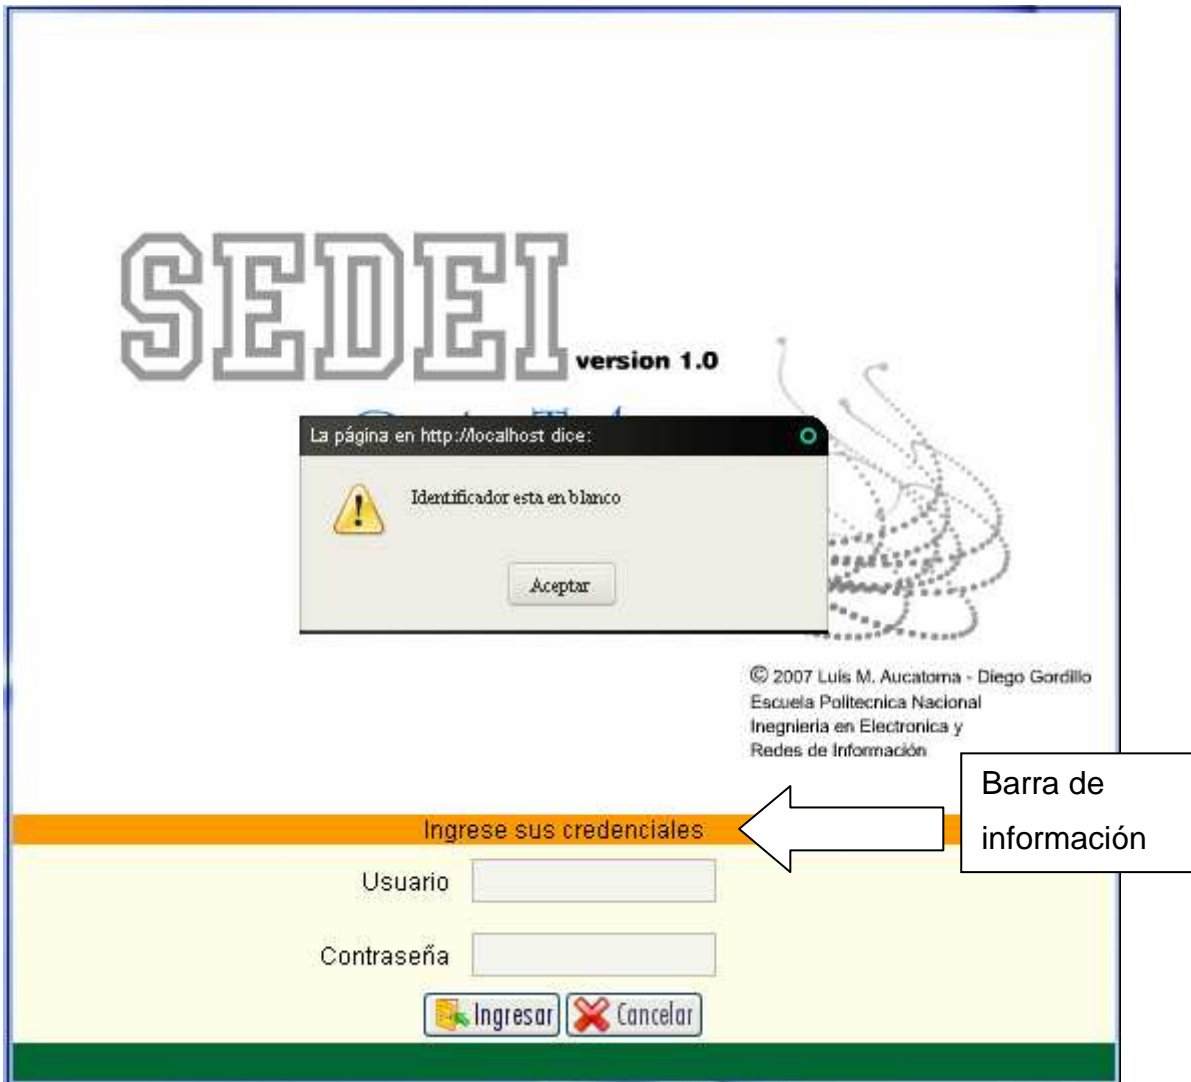 SEDEI
version 1.0
La página en http://localhost dice:
Identificador esta en blanco
Aceptar
© 2007 Luis M. Aucatoma - Diego Gordillo
Escuela Politecnica Nacional
Inegnieria en Electronica y
Redes de Información
Barra de
información
Ingrese sus credenciales
Usuario
Contraseña
Ingresar Cancelar